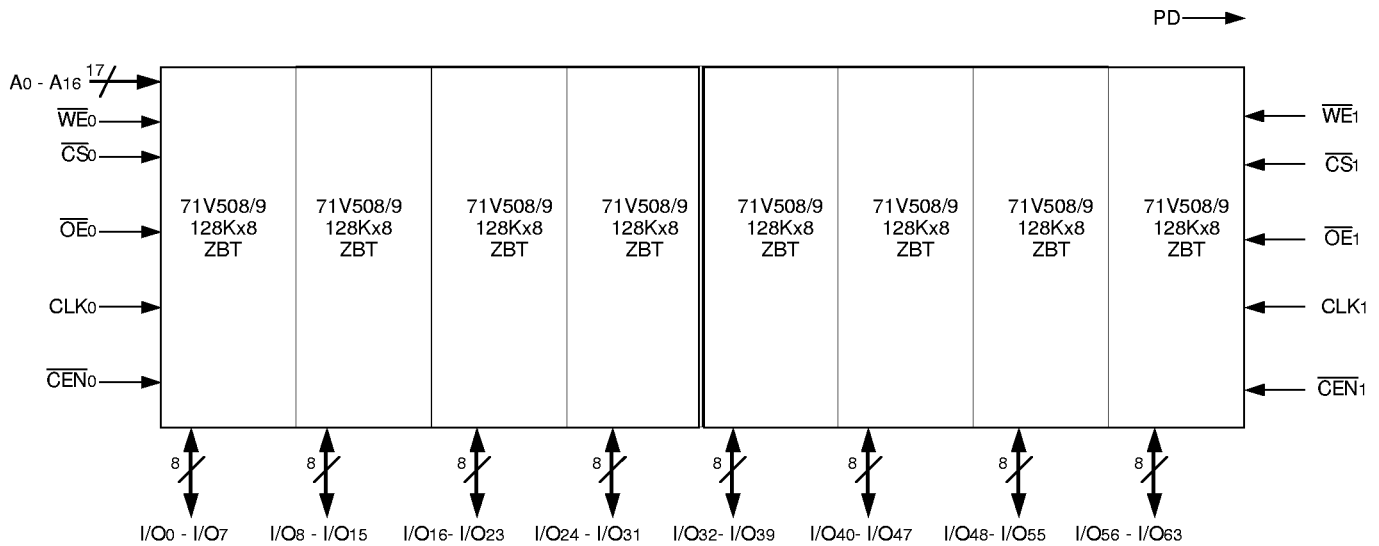 PD
A0 - A16
17
WE0
CS0
OE0
CLK0
CEN0
71V508/9
128Kx8
ZBT
71V508/9
128Kx8
ZBT
71V508/9
128Kx8
ZBT
71V508/9
128Kx8
ZBT
71V508/9
128Kx8
ZBT
71V508/9
128Kx8
ZBT
71V508/9
128Kx8
ZBT
71V508/9
128Kx8
ZBT
WE1
CS1
OE1
CLK1
CEN1
8
8
8
8
8
8
8
8
I/O0 - I/O7
I/O8 - I/O15
I/O16- I/O23
I/O24 - I/O31
I/O32- I/O39
I/O40- I/O47
I/O48- I/O55
I/O56 - I/O63